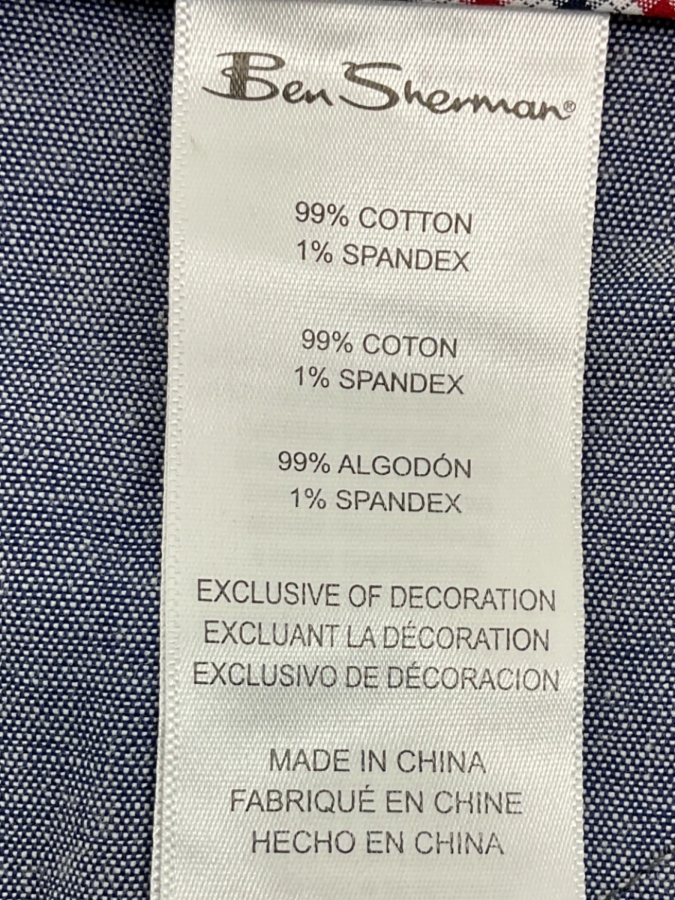 Ben Sherman®
99% COTTON
1% SPANDEX
99% COTON
1% SPANDEX
99% ALGODÓN
1% SPANDEX
EXCLUSIVE OF DECORATION
EXCLUANT LA DÉCORATION
EXCLUSIVO DE DÉCORACION
MADE IN CHINA
FABRIQUÉ EN CHINE
HECHO EN CHINA